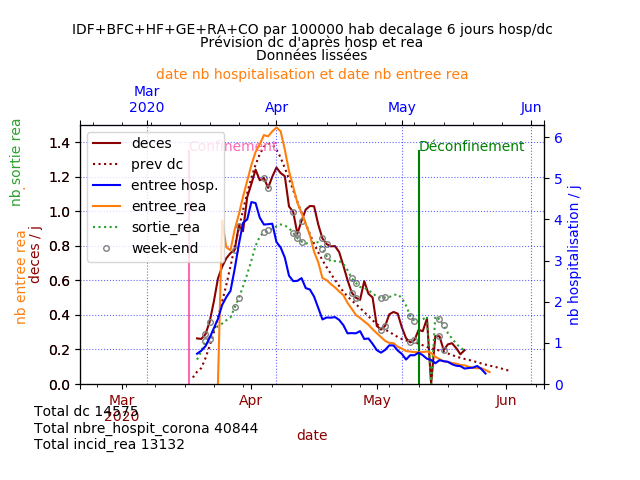 IDF+BFC+HF+GE+RA+CO par 100000 hab decalage 6 jours hosp/dc
Prévision dc d'après hosp et rea
Données lissées
date nb hospitalisation et date nb entree rea
Mar
2020
Apr
May
Jun
Confinement
Déconfinement
deces
prev dc
entree hosp.
entree_rea
sortie_rea
week-end
nb sortie rea
nb entree rea
deces / j
nb hospitalisation / j
1.4
1.2
1.0
0.8
0.6
0.4
0.2
0.0
6
5
4
3
2
1
0
Mar
2020
Apr
May
Jun
date
Total dc 14575
Total nbre_hospit_corona 40844
Total incid_rea 13132